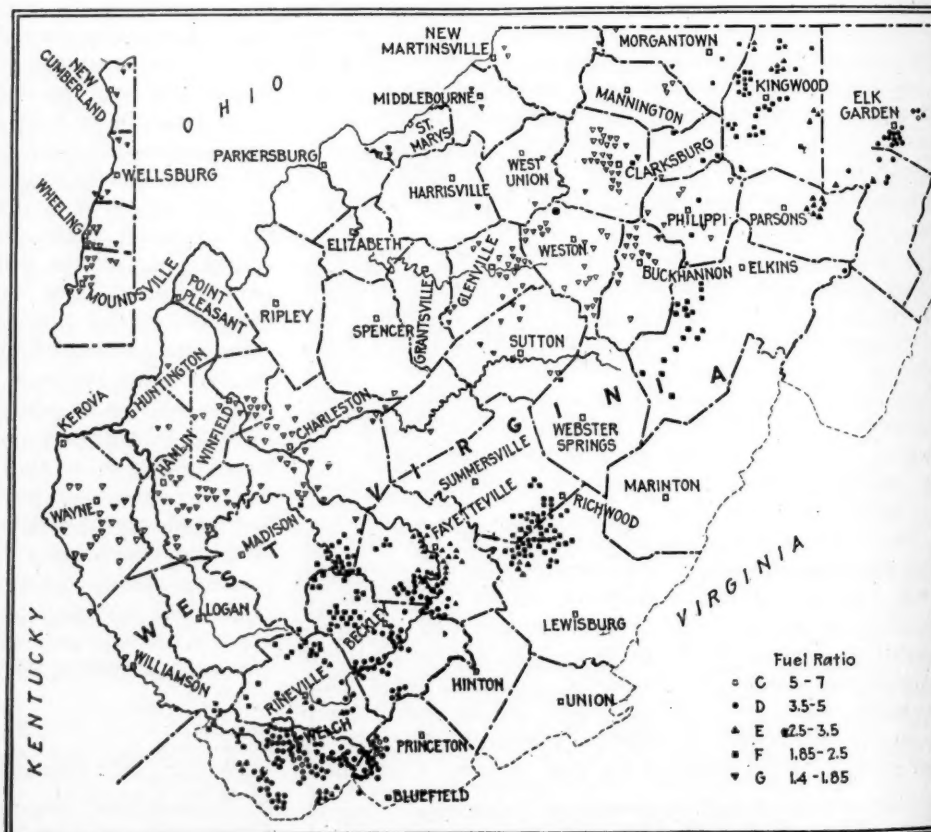 NEW CUMBERLAND
OHIO
NEW MARTINSVILLE
MORGANTOWN
KINGWOOD
ELK GARDEN
MIDDLEBOURNE
MANNINGTON
ST. MARYS
WELLSBURG
PARKERSBURG
WEST UNION
CLARKSBURG
HARRISVILLE
WHEELING
PHILIPPI
PARSONS
ELIZABETH
WESTON
GLENVILLE
BUCKHANNON
ELKINS
MOUNDSVILLE
POINT PLEASANT
RIPLEY
SPENCER
GRANTSVILLE
SUTTON
HUNTINGTON
KEROVA
CHARLESTON
HAMLIN
WINFIELD
WEBSTER SPRINGS
SUMMERSVILLE
WAYNE
RICHWOOD
MARINTON
FAYETTEVILLE
MADISON
WEST VIRGINIA
VIRGINIA
KENTUCKY
LOGAN
BECKLEY
LEWISBURG
WILLIAMSON
RINEVILLE
HINTON
UNION
WELCH
PRINCETON
BLUEFIELD
Fuel Ratio
C 5-7
D 3.5-5
E 2.5-3.5
F 1.85-2.5
G 1.4-1.85